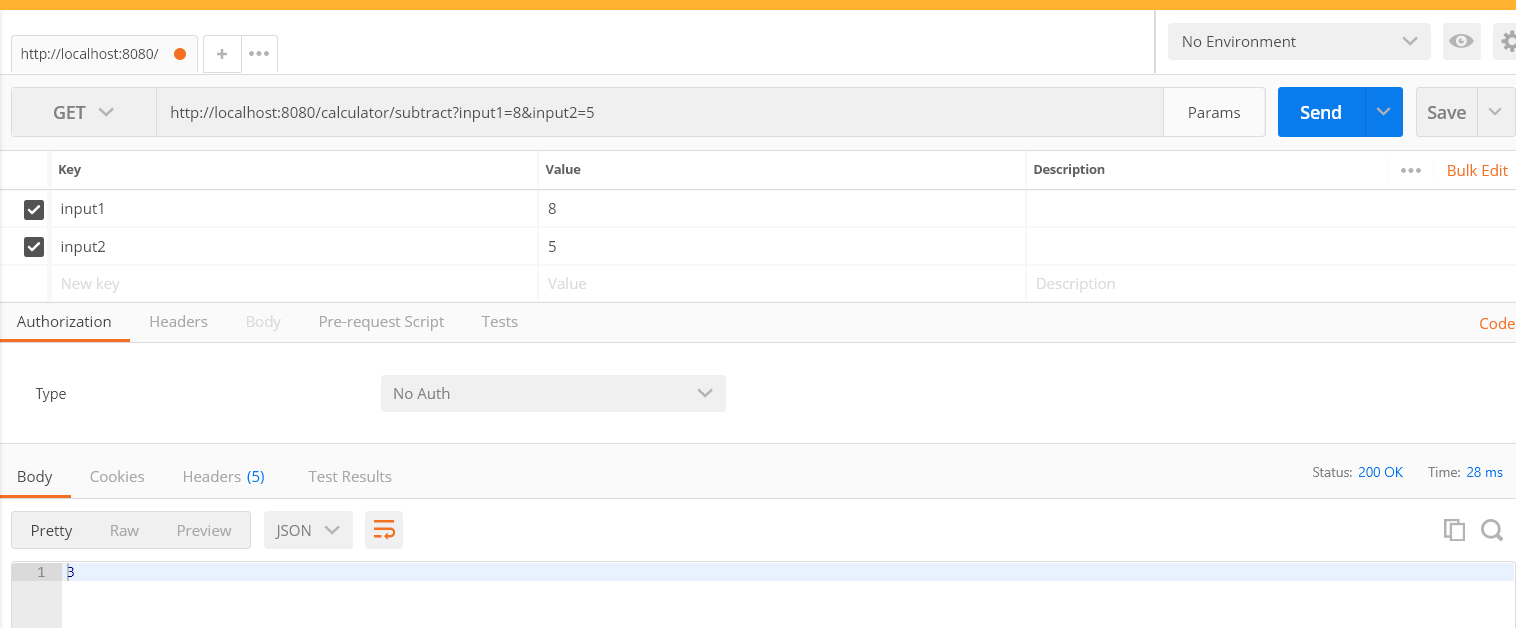 http://localhost:8080/
+
No Environment
GET
http://localhost:8080/calculator/subtract?input1=8&input2=5
Params
Send
Save
Key Value Description
Bulk Edit
input1 8
input2 5
New key Value Description
Authorization Headers Body Pre-request Script Tests
Code
Type No Auth
Body Cookies Headers (5) Test Results Status: 200 OK Time: 28 ms
Pretty Raw Preview JSON
1 3